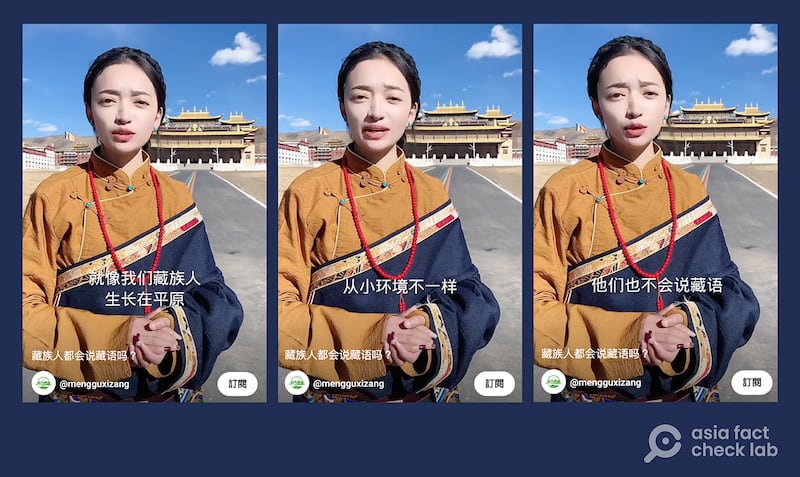 就像我们藏族人
生长在平原
藏族人都会说藏语吗？
@mengguxizang
訂閱
从小环境不一样
藏族人都会说藏语吗？
@mengguxizang
訂閱
他们也不会说藏语
藏族人都会说藏语吗？
@mengguxizang
訂閱
asia fact
check lab